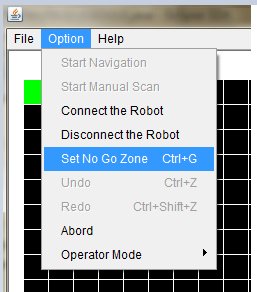 File Option Help
Start Navigation
Start Manual Scan
Connect the Robot
Disconnect the Robot
Set No Go Zone Ctrl+G
Undo Ctrl+Z
Redo Ctrl+Shift+Z
Abord
Operator Mode